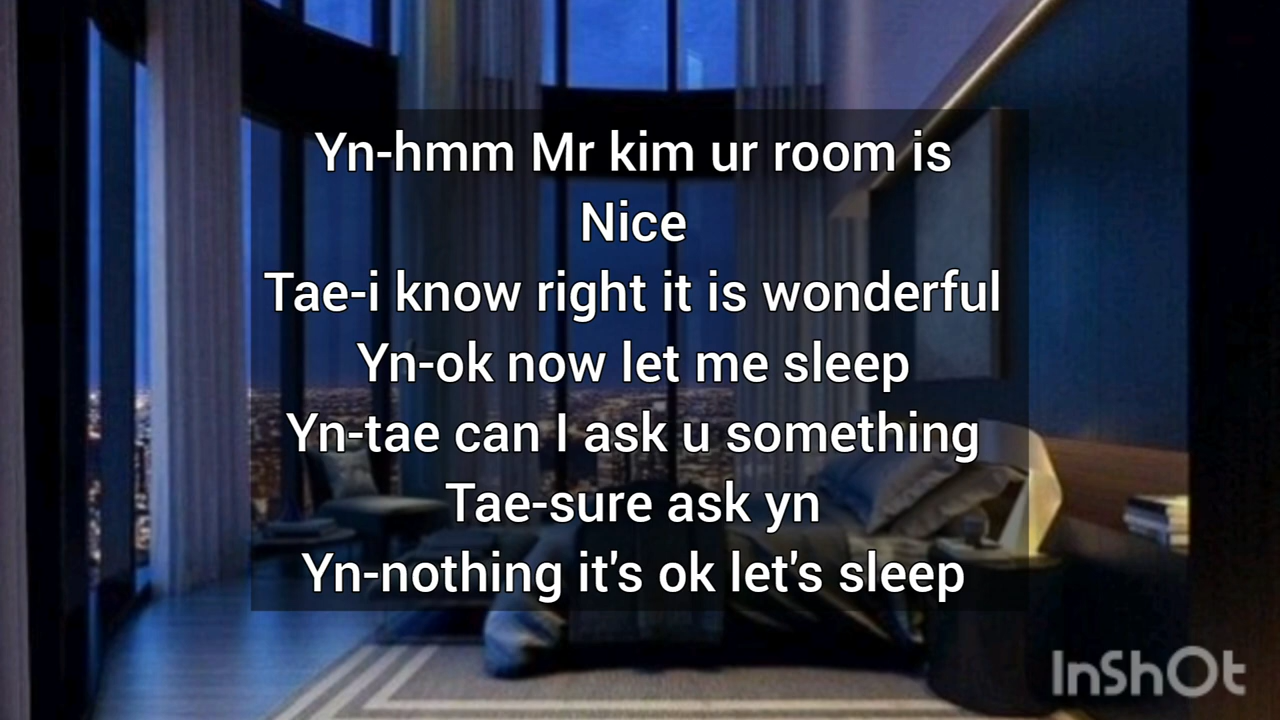 Yn-hmm Mr kim ur room is
Nice
Tae-i know right it is wonderful
Yn-ok now let me sleep
Yn-tae can I ask u something
Tae-sure ask yn
Yn-nothing it's ok let's sleep
InShOt